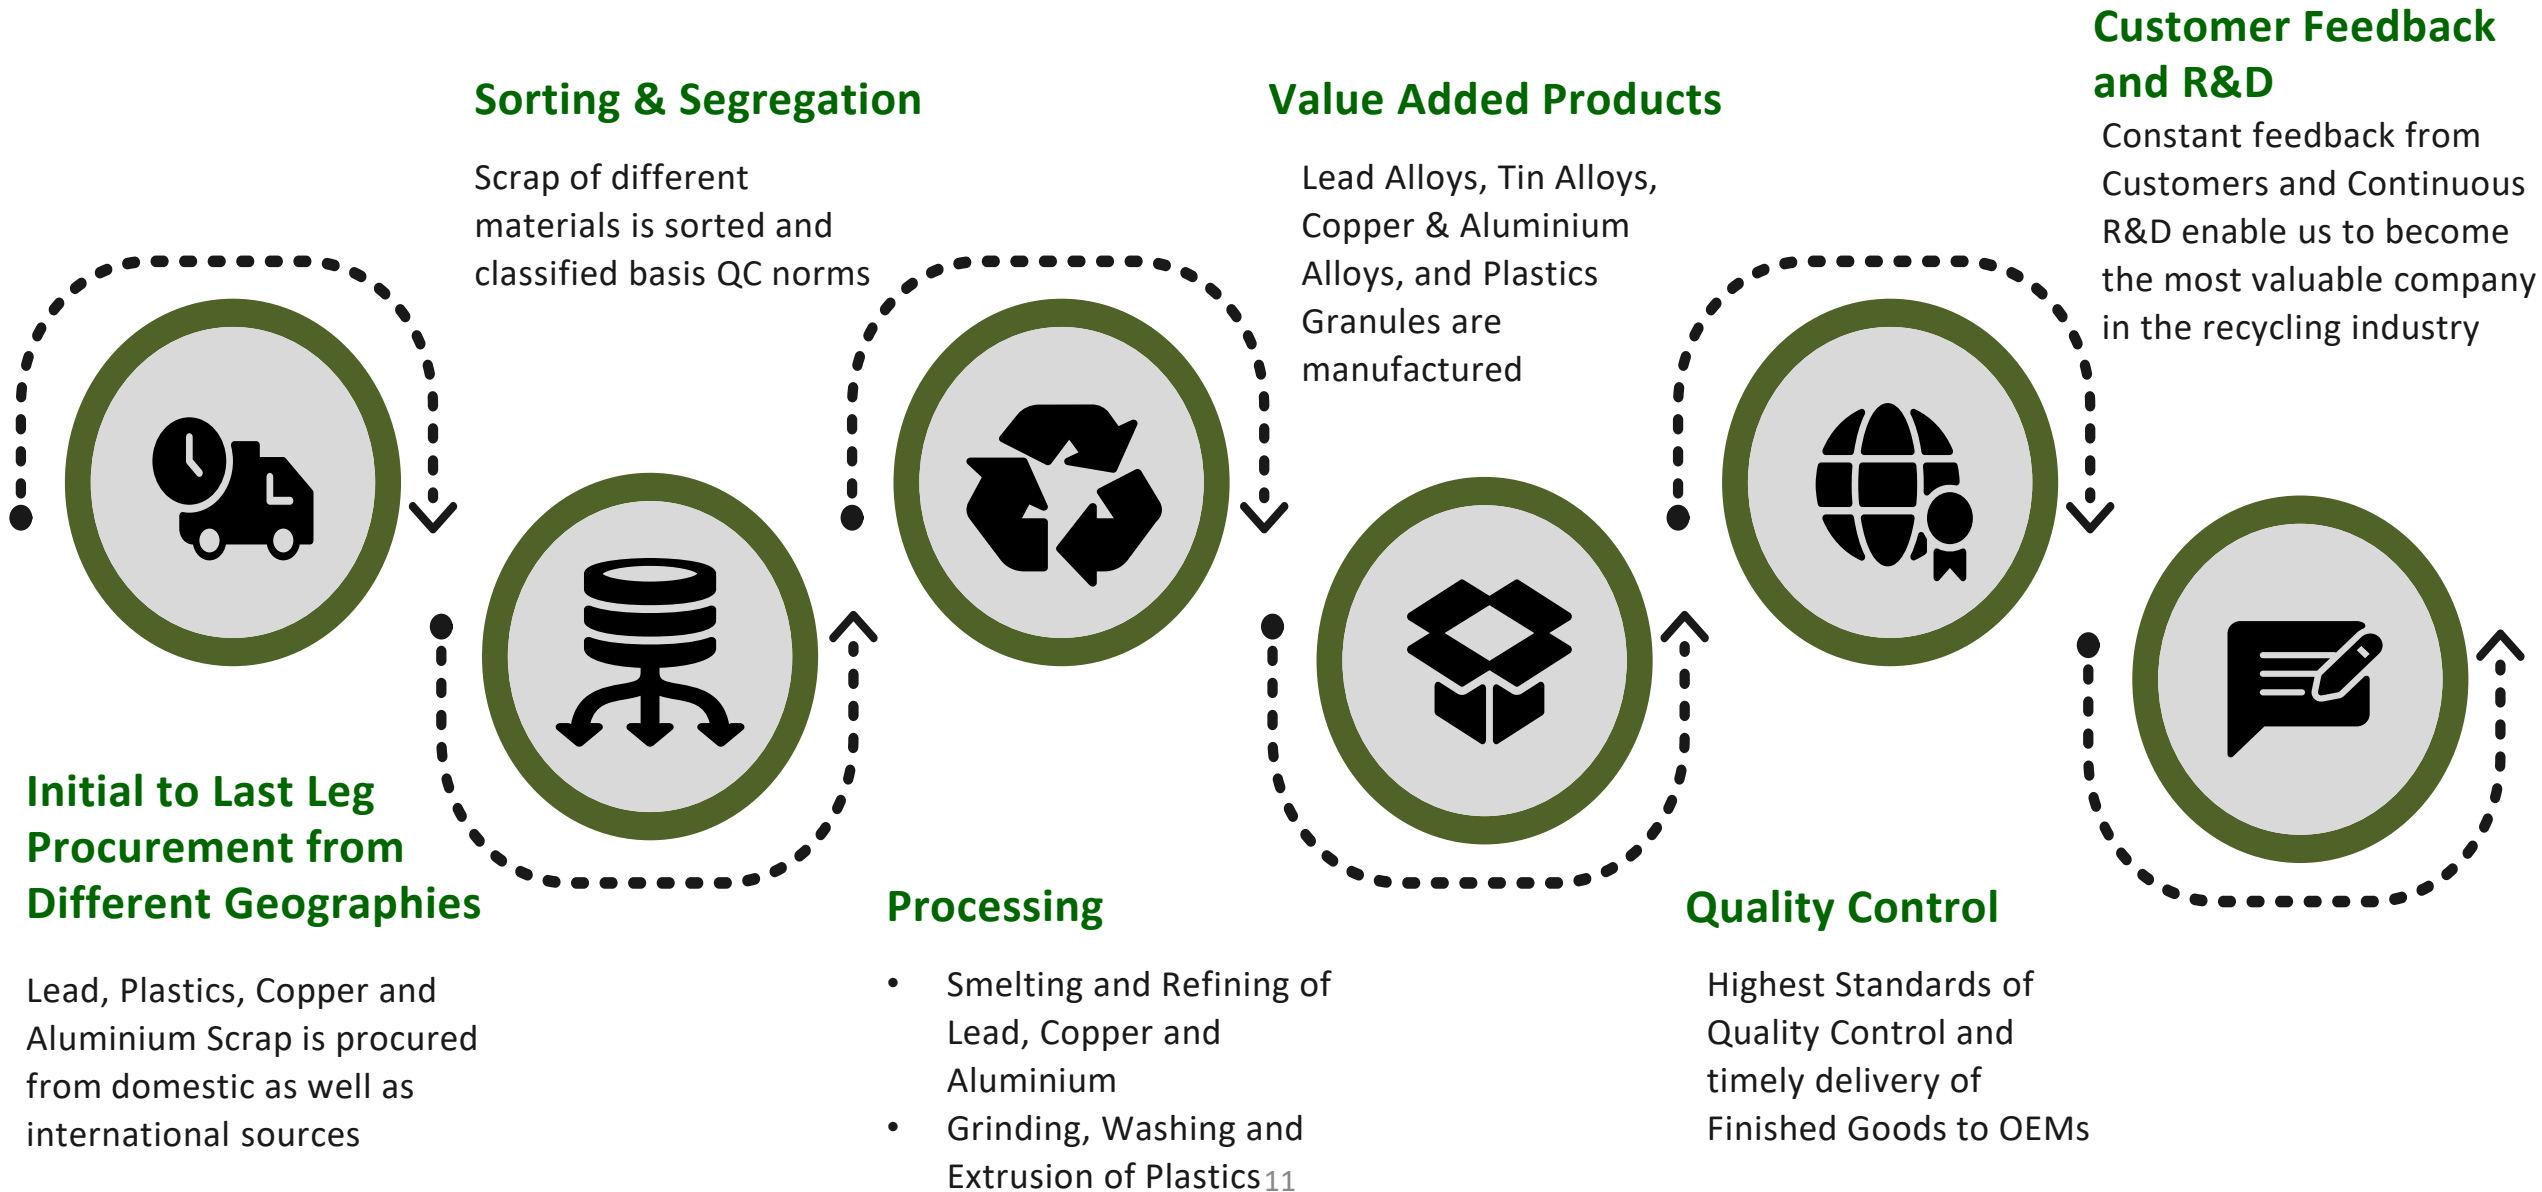 Initial to Last Leg
Procurement from
Different Geographies
Lead, Plastics, Copper and
Aluminium Scrap is procured
from domestic as well as
international sources
Sorting & Segregation
Scrap of different
materials is sorted and
classified basis QC norms
Processing
• Smelting and Refining of
Lead, Copper and
Aluminium
• Grinding, Washing and
Extrusion of Plastics
Value Added Products
Lead Alloys, Tin Alloys,
Copper & Aluminium
Alloys, and Plastics
Granules are
manufactured
Quality Control
Highest Standards of
Quality Control and
timely delivery of
Finished Goods to OEMs
Customer Feedback
and R&D
Constant feedback from
Customers and Continuous
R&D enable us to become
the most valuable company
in the recycling industry
11